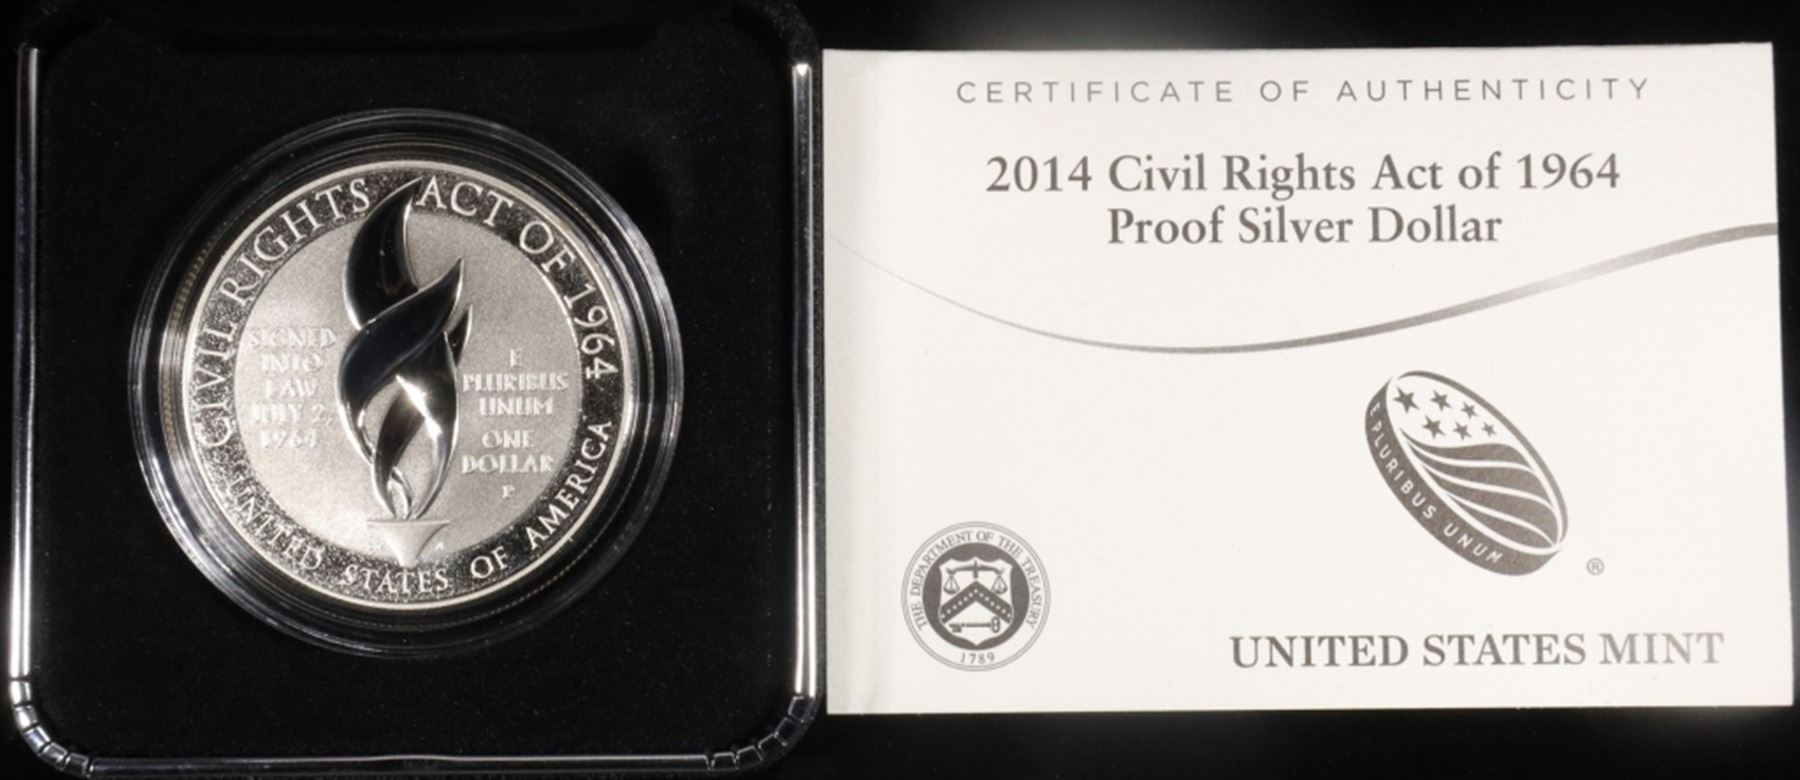 CIVIL RIGHTS ACT OF 1964
SIGNED
INTO
LAW
JULY 2,
1964
E
PLURIBUS
UNUM
ONE
DOLLAR
P
UNITED STATES OF AMERICA
CERTIFICATE OF AUTHENTICITY
2014 Civil Rights Act of 1964
Proof Silver Dollar
E PLURIBUS UNUM
®
THE DEPARTMENT OF THE TREASURY
1789
UNITED STATES MINT